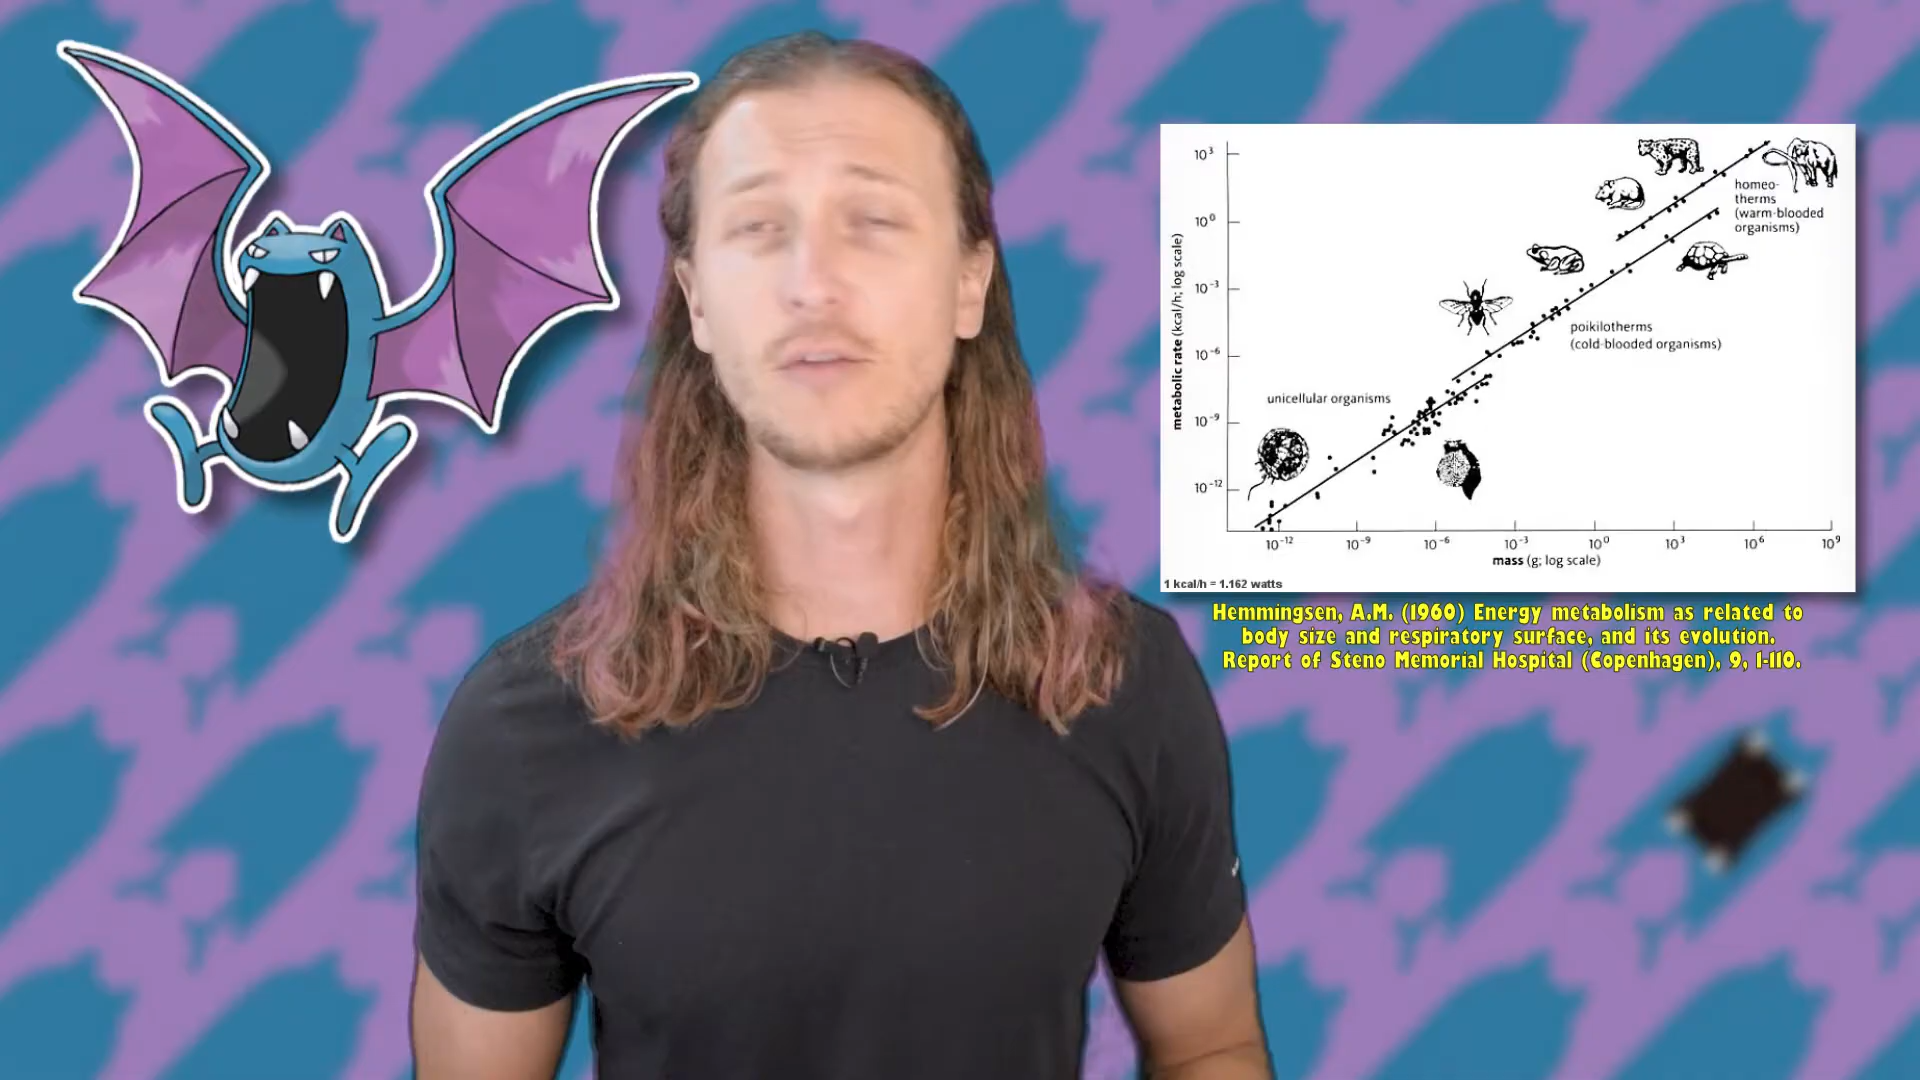 10³
10⁰
10⁻³
10⁻⁶
10⁻⁹
10⁻¹²
metabolic rate (kcal/h; log scale)
homeo-
therms
(warm-blooded
organisms)
poikilotherms
(cold-blooded organisms)
unicellular organisms
10⁻¹² 10⁻⁹ 10⁻⁶ 10⁻³ 10⁰ 10³ 10⁶ 10⁹
mass (g; log scale)
1 kcal/h = 1.162 watts
Hemmingsen, A.M. (1960) Energy metabolism as related to
body size and respiratory surface, and its evolution.
Report of Steno Memorial Hospital (Copenhagen), 9, 1-110.